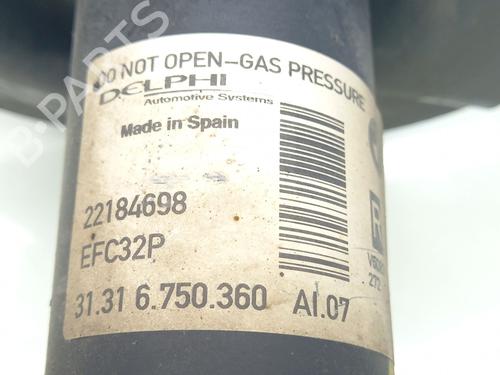 DO NOT OPEN-GAS PRESSURE
DELPHI
Automotive Systems
Made in Spain
22184698
EFC32P
31.31 6.750.360 AI.07
R
272
B-PARTS